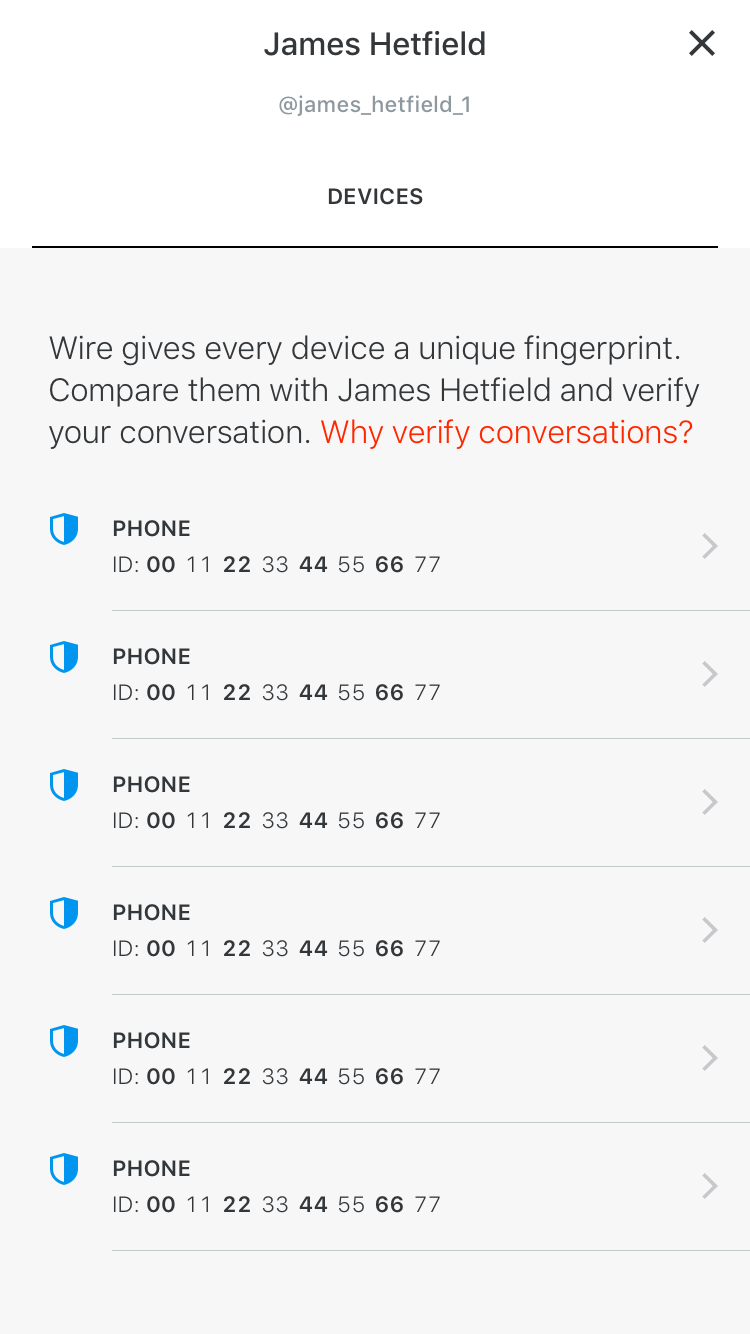 James Hetfield
@james_hetfield_1
DEVICES
Wire gives every device a unique fingerprint.
Compare them with James Hetfield and verify
your conversation. Why verify conversations?
PHONE
ID: 00 11 22 33 44 55 66 77
PHONE
ID: 00 11 22 33 44 55 66 77
PHONE
ID: 00 11 22 33 44 55 66 77
PHONE
ID: 00 11 22 33 44 55 66 77
PHONE
ID: 00 11 22 33 44 55 66 77
PHONE
ID: 00 11 22 33 44 55 66 77